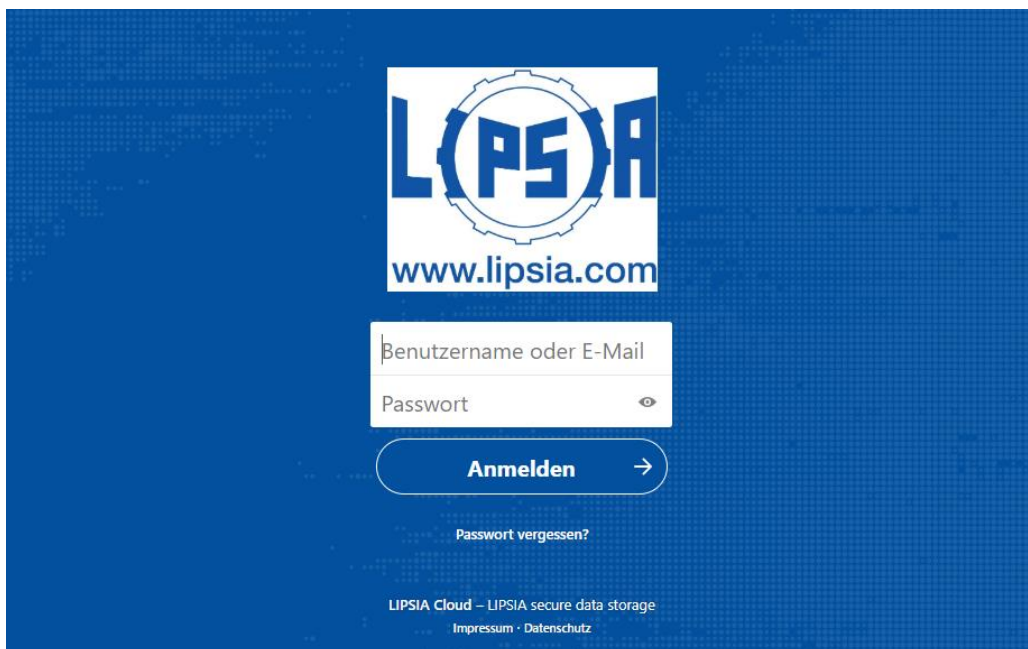 LIPSIA
www.lipsia.com
Benutzername oder E-Mail
Passwort
Anmelden
Passwort vergessen?
LIPSIA Cloud – LIPSIA secure data storage
Impressum · Datenschutz